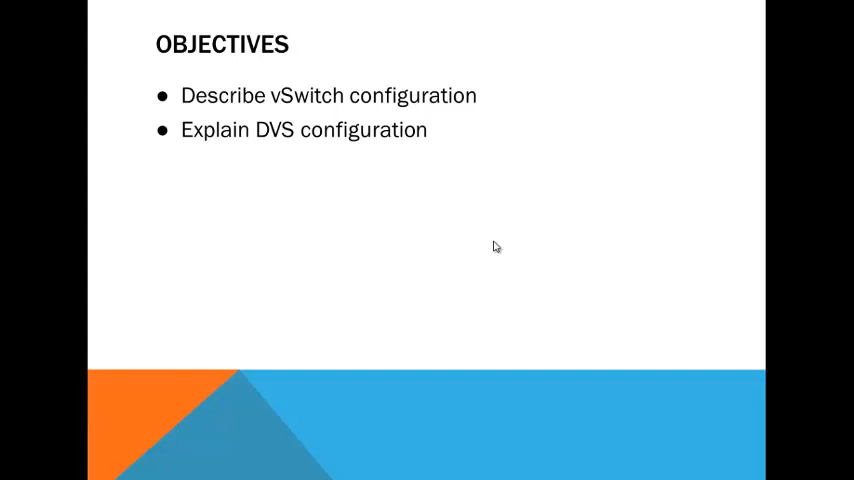 OBJECTIVES
● Describe vSwitch configuration
● Explain DVS configuration